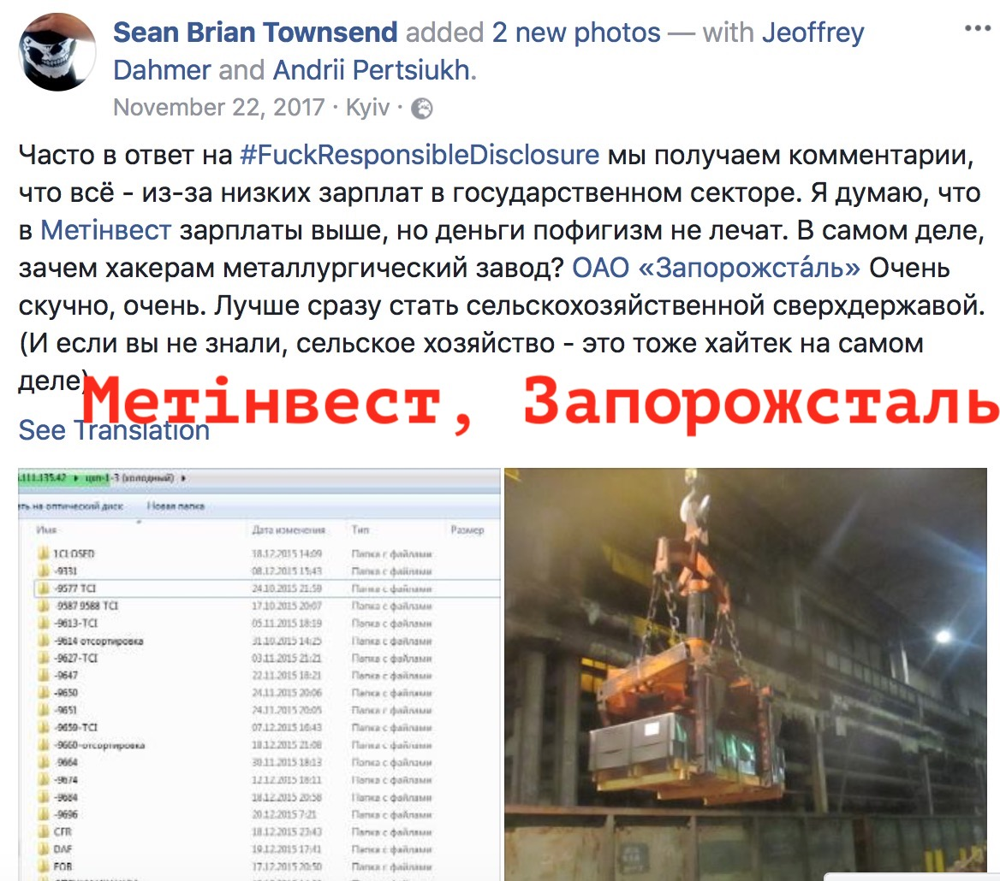 Sean Brian Townsend added 2 new photos — with Jeoffrey
Dahmer and Andrii Pertsiukh.
November 22, 2017 · Kyiv ·
Часто в ответ на #FuckResponsibleDisclosure мы получаем комментарии,
что всё - из-за низких зарплат в государственном секторе. Я думаю, что
в Метінвест зарплаты выше, но деньги пофигизм не лечат. В самом деле,
зачем хакерам металлургический завод? ОАО «Запорожста́ль» Очень
скучно, очень. Лучше сразу стать сельскохозяйственной сверхдержавой.
(И если вы не знали, сельское хозяйство - это тоже хайтек на самом
деле)
Метінвест, Запорожсталь
See Translation
.111.135.42 цхп-1-3 (холодный)
ть на оптический диск Новая папка
Имя Дата изменения Тип Размер
1CLOSED 18.12.2015 14:09 Папка с файлами
-9331 08.12.2015 15:43 Папка с файлами
-9577 TCI 24.10.2015 21:59 Папка с файлами
-9587 9588 TCI 17.10.2015 20:07 Папка с файлами
-9613-TCI 05.11.2015 18:19 Папка с файлами
-9614 отсортировка 31.10.2015 14:25 Папка с файлами
-9627-TCI 03.11.2015 21:21 Папка с файлами
-9647 22.11.2015 18:21 Папка с файлами
-9650 24.11.2015 20:06 Папка с файлами
-9651 24.11.2015 20:05 Папка с файлами
-9659-TCI 07.12.2015 16:43 Папка с файлами
-9660-отсортировка 18.12.2015 21:08 Папка с файлами
-9664 30.11.2015 18:13 Папка с файлами
-9674 12.12.2015 18:11 Папка с файлами
-9684 18.12.2015 20:58 Папка с файлами
-9696 20.12.2015 7:21 Папка с файлами
CFR 18.12.2015 23:43 Папка с файлами
DAF 19.12.2015 17:41 Папка с файлами
FOB 17.12.2015 20:50 Папка с файлами